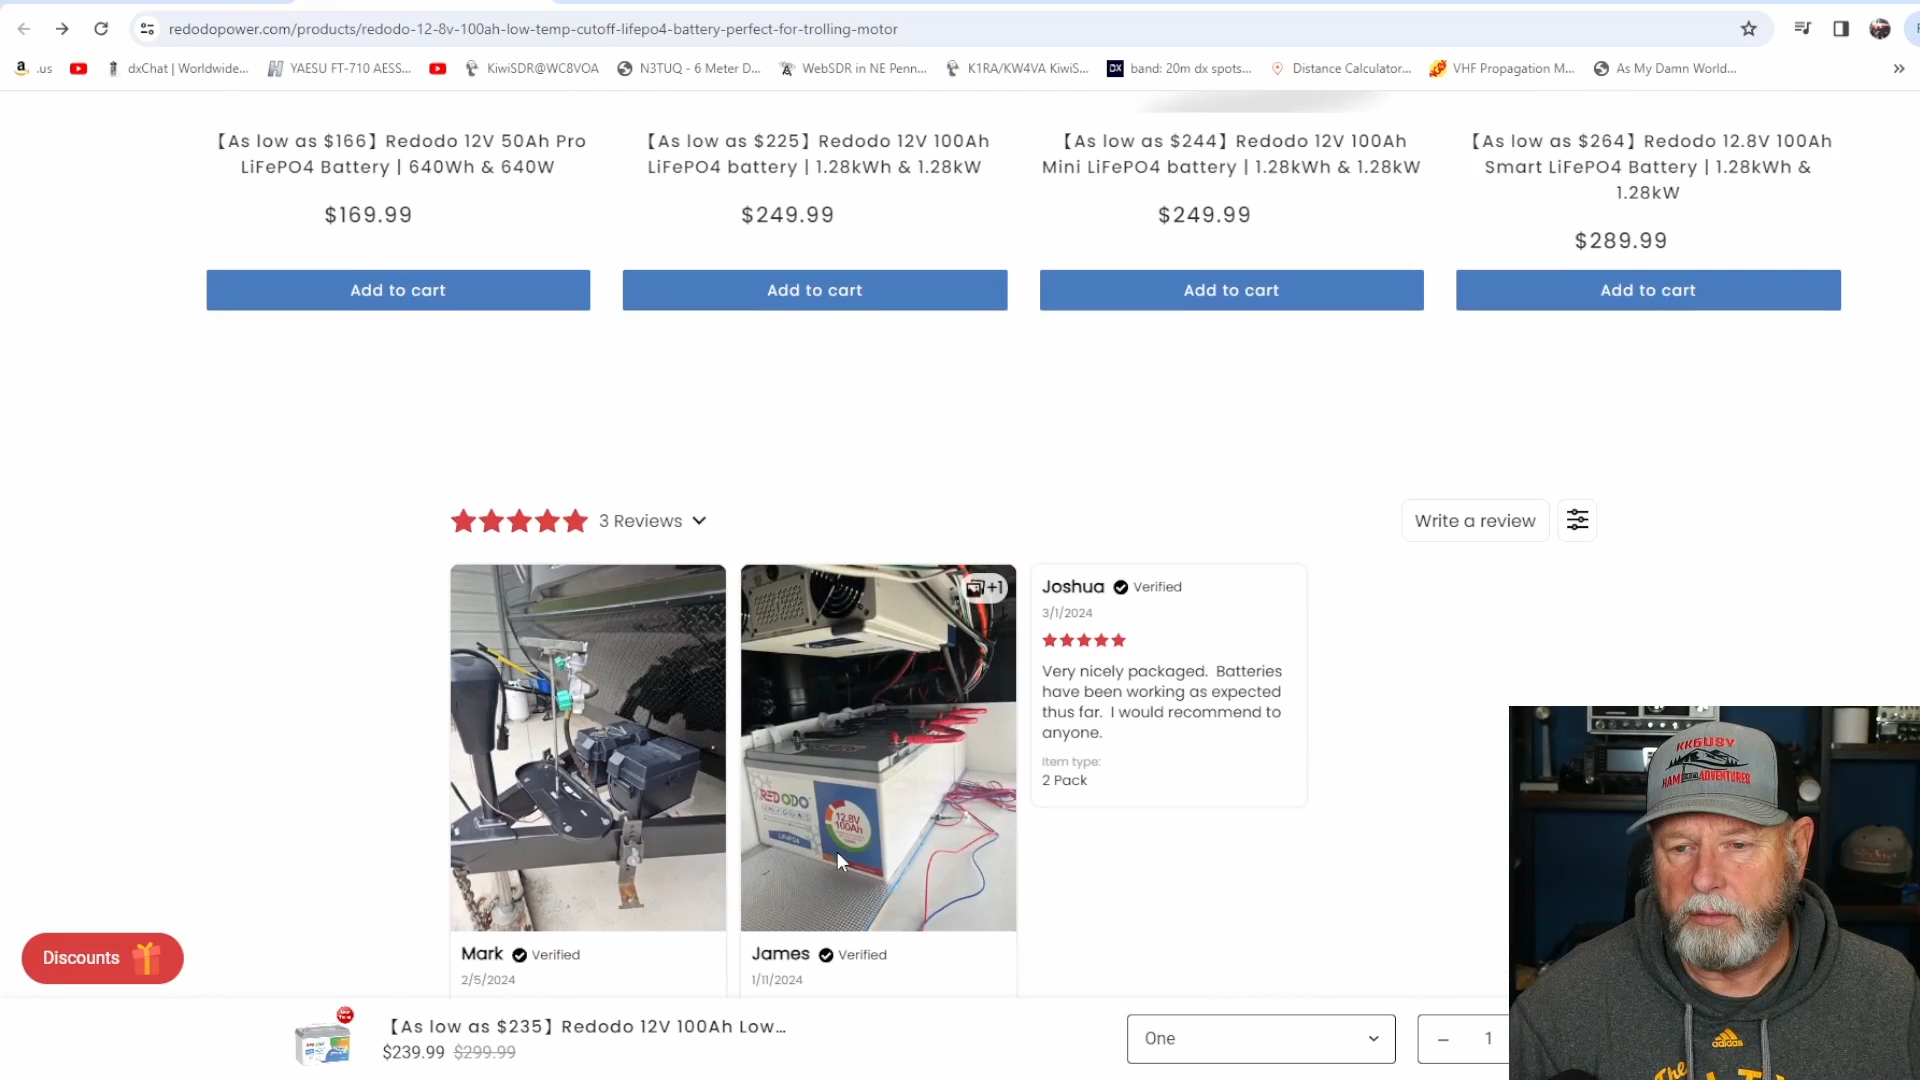 redodopower.com/products/redodo-12-8v-100ah-low-temp-cutoff-lifepo4-battery-perfect-for-trolling-motor
.us
dxChat | Worldwide...
YAESU FT-710 AESS...
KiwiSDR@WC8VOA
N3TUQ - 6 Meter D...
WebSDR in NE Penn...
K1RA/KW4VA KiwiS...
DX band: 20m dx spots...
Distance Calculator...
VHF Propagation M...
As My Damn World...
【As low as $166】Redodo 12V 50Ah Pro
LiFePO4 Battery | 640Wh & 640W
$169.99
Add to cart
【As low as $225】Redodo 12V 100Ah
LiFePO4 battery | 1.28kWh & 1.28kW
$249.99
Add to cart
【As low as $244】Redodo 12V 100Ah
Mini LiFePO4 battery | 1.28kWh & 1.28kW
$249.99
Add to cart
【As low as $264】Redodo 12.8V 100Ah
Smart LiFePO4 Battery | 1.28kWh &
1.28kW
$289.99
Add to cart
3 Reviews
Write a review
+1
REDODO
12.8V
100Ah
LiFePO4
Mark Verified
2/5/2024
James Verified
1/11/2024
Joshua Verified
3/1/2024
Very nicely packaged. Batteries
have been working as expected
thus far. I would recommend to
anyone.
Item type:
2 Pack
KK6USY
HAM ADVENTURES
adidas
The
Discounts
【As low as $235】Redodo 12V 100Ah Low...
$239.99 $299.99
One
− 1